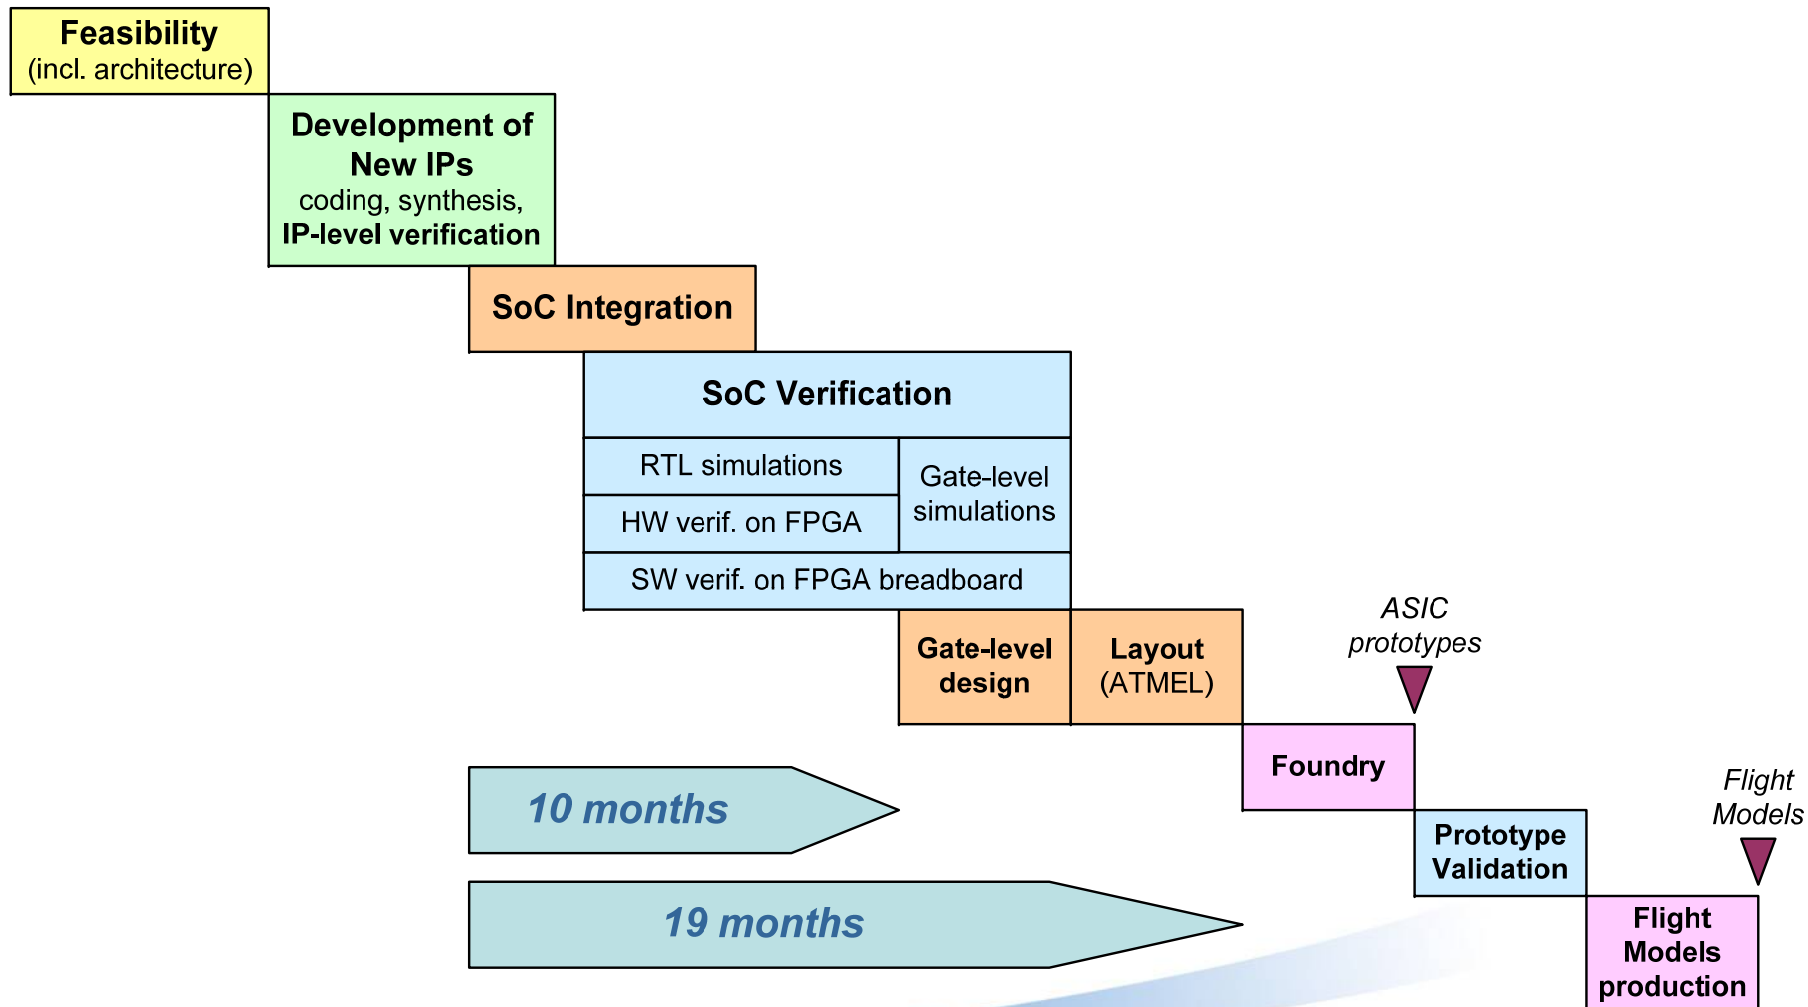 Feasibility
(incl. architecture)
Development of
New IPs
coding, synthesis,
IP-level verification
SoC Integration
SoC Verification
RTL simulations
Gate-level
simulations
HW verif. on FPGA
SW verif. on FPGA breadboard
Gate-level
design
Layout
(ATMEL)
ASIC
prototypes
Foundry
10 months
Flight
Models
Prototype
Validation
19 months
Flight
Models
production